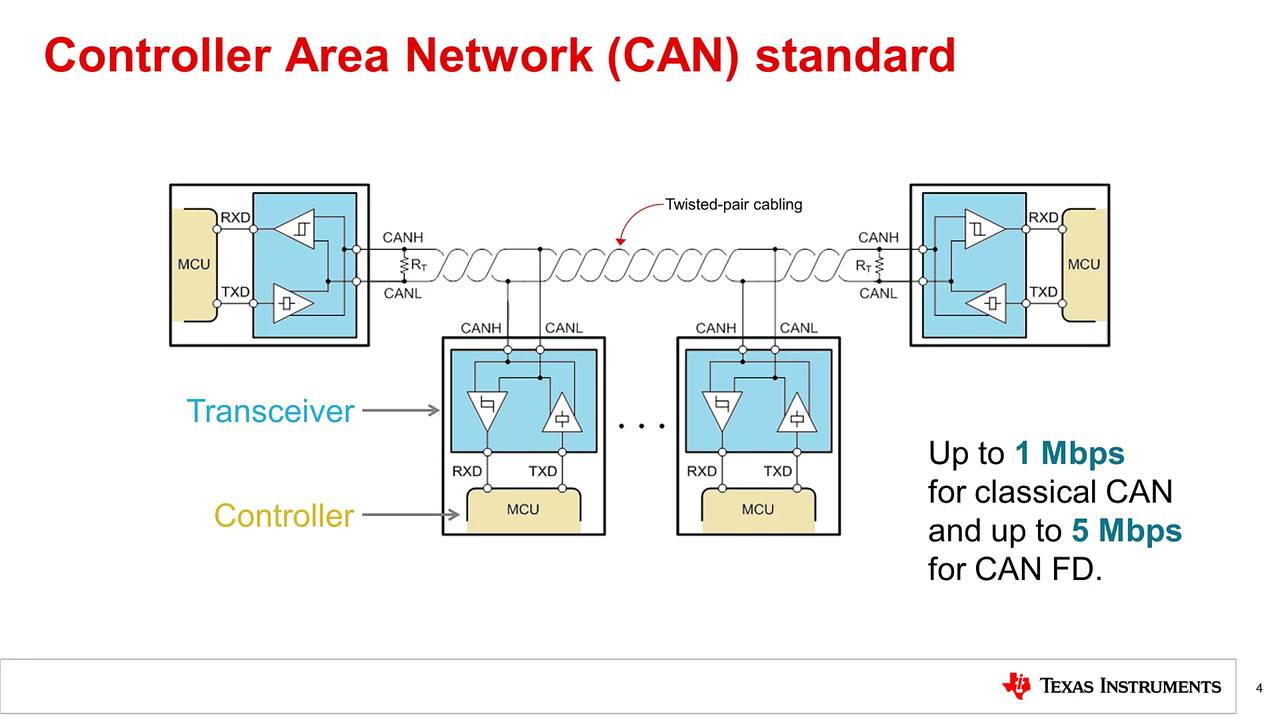 Controller Area Network (CAN) standard
Twisted-pair cabling
RXD
MCU
TXD
CANH
RT
CANL
CANH
RT
CANL
RXD
MCU
TXD
CANH CANL
CANH CANL
Transceiver
. . .
RXD TXD
RXD TXD
Controller
MCU
MCU
Up to 1 Mbps
for classical CAN
and up to 5 Mbps
for CAN FD.
TEXAS INSTRUMENTS
4